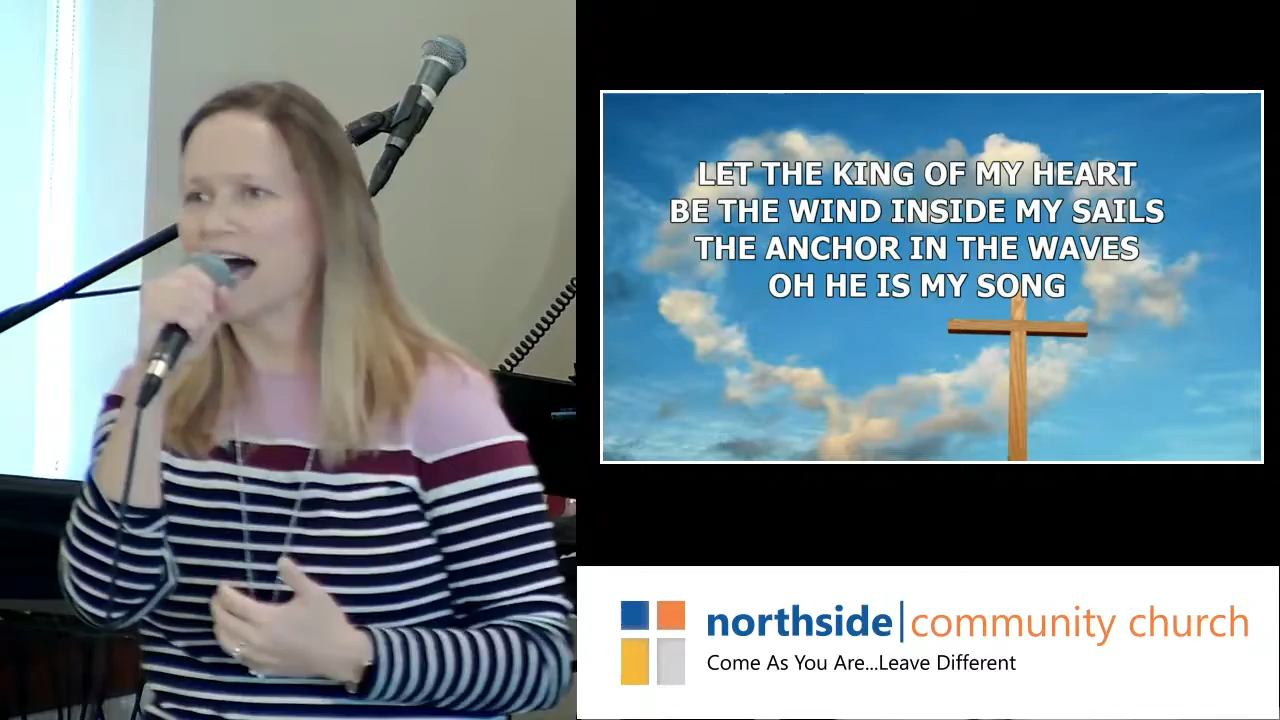 LET THE KING OF MY HEART
BE THE WIND INSIDE MY SAILS
THE ANCHOR IN THE WAVES
OH HE IS MY SONG
northside|community church
Come As You Are...Leave Different